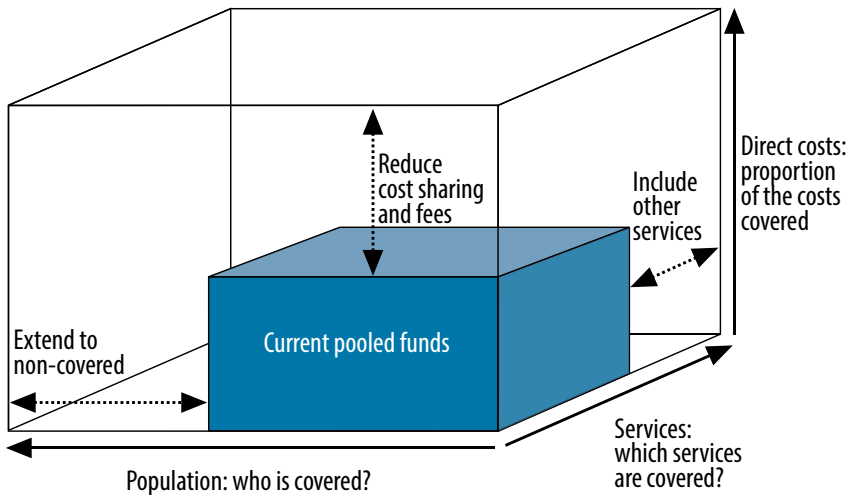 Reduce
cost sharing
and fees
Include
other
services
Direct costs:
proportion
of the costs
covered
Extend to
non-covered
Current pooled funds
Services:
which services
are covered?
Population: who is covered?